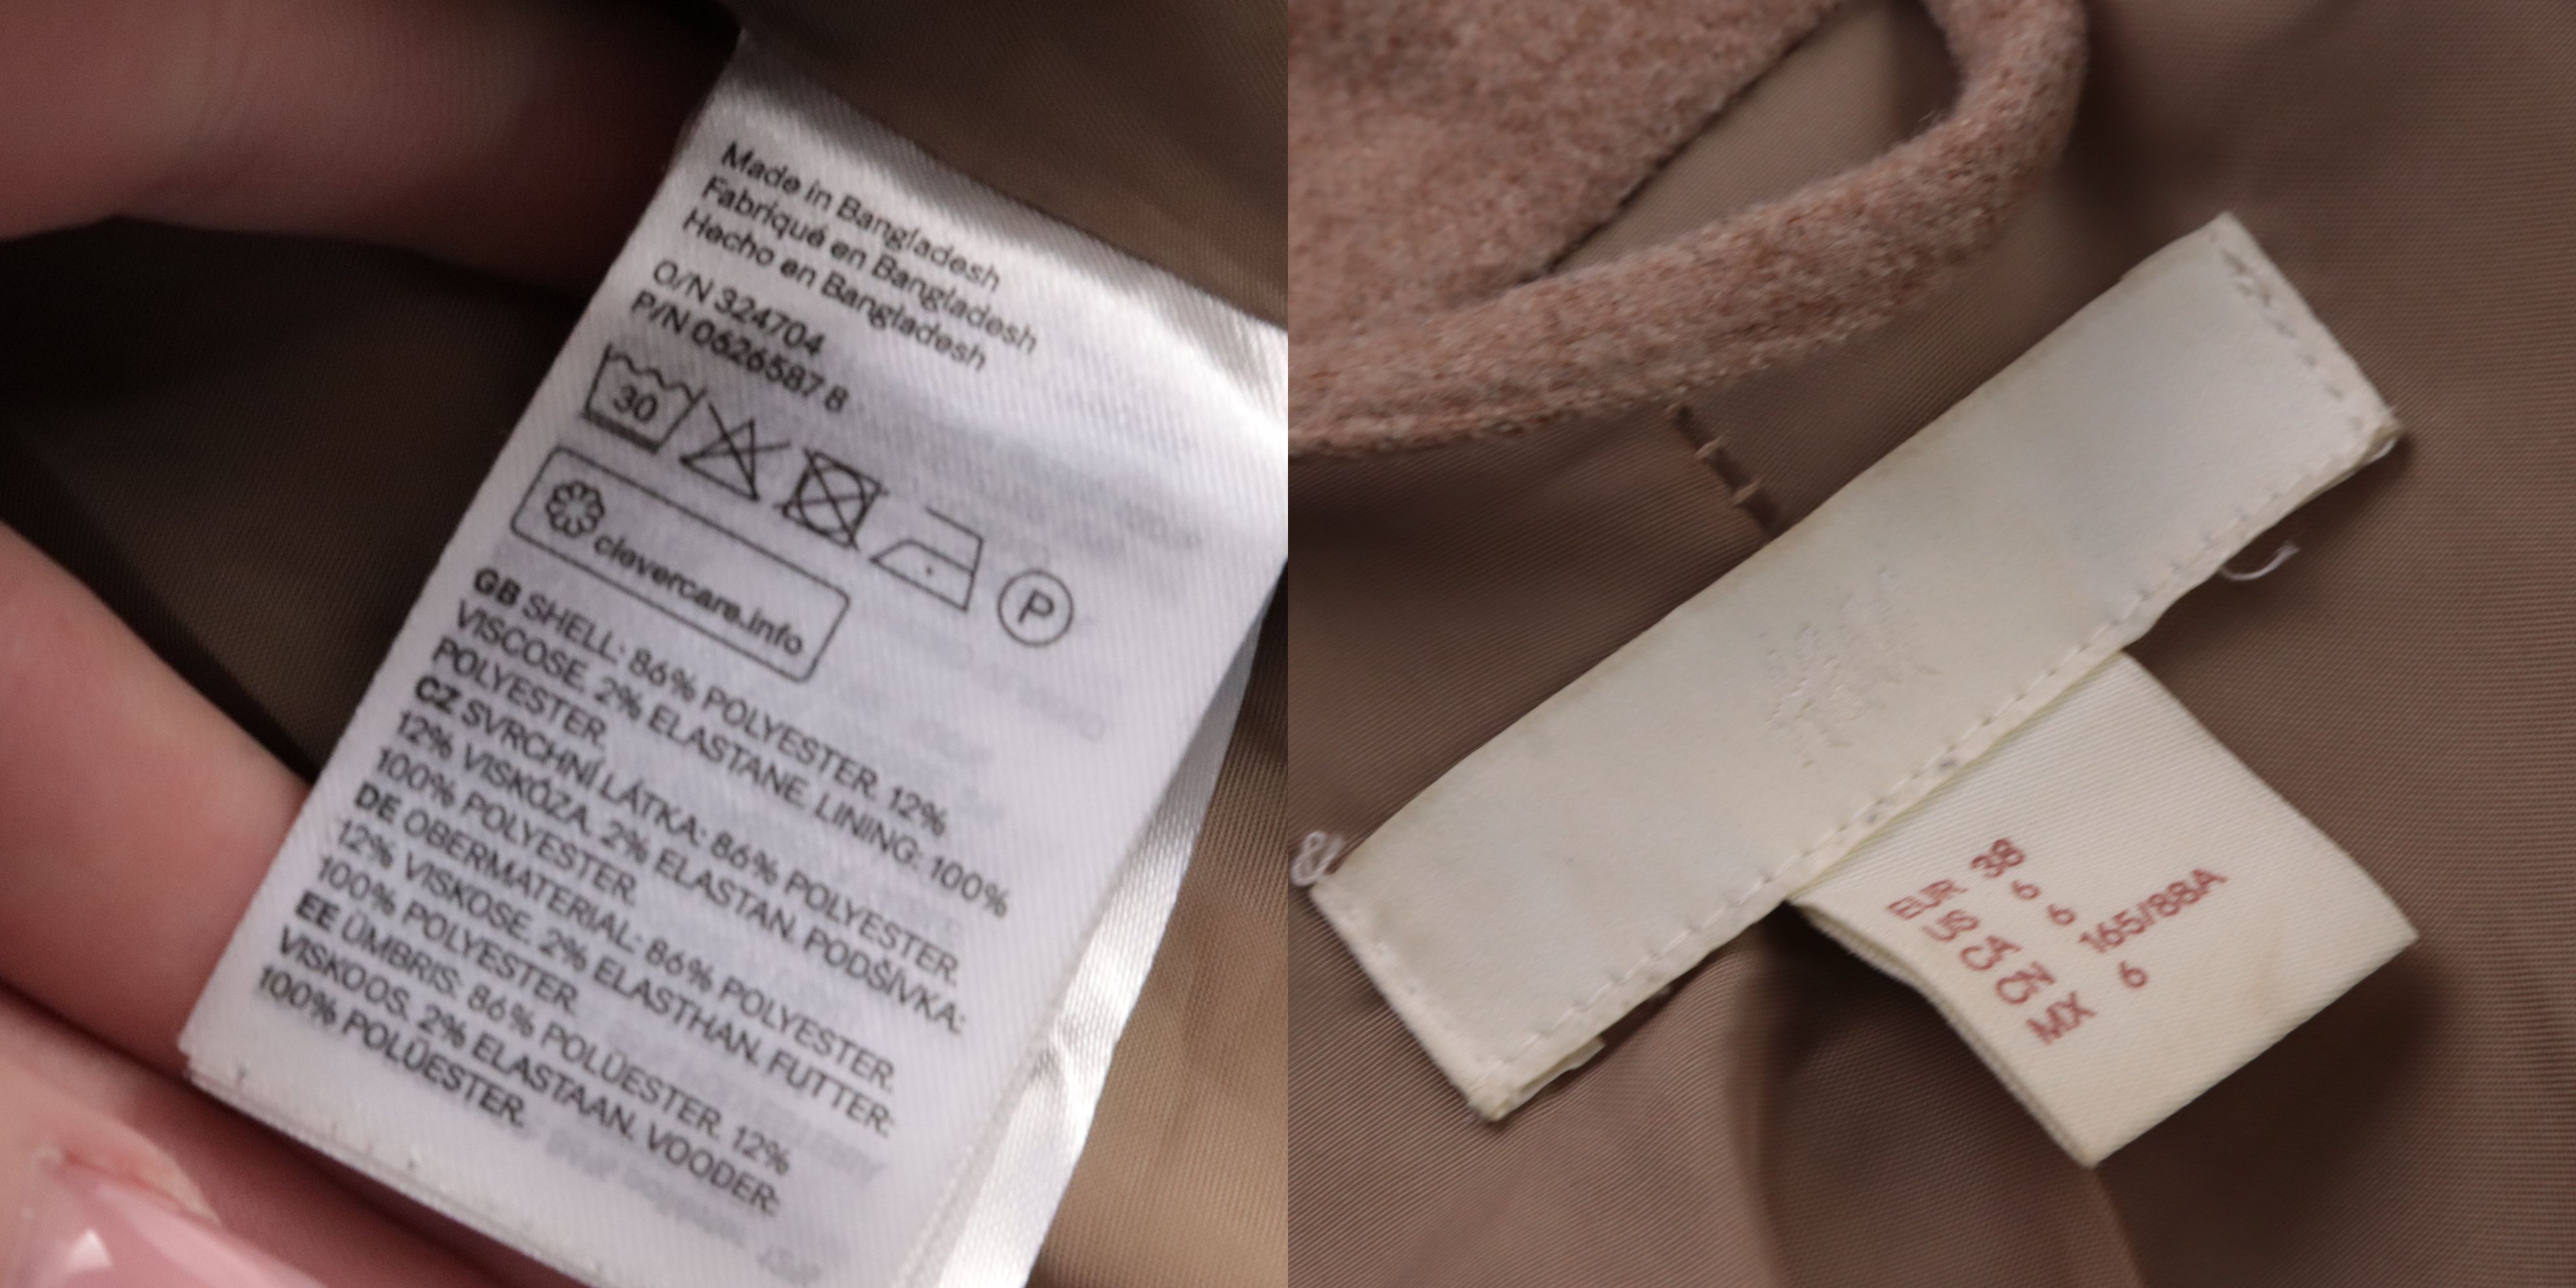 Made in Bangladesh
Fabriqué en Bangladesh
Hecho en Bangladesh
O/N 324704
P/N 0626587 8
30
P
clevercare.info
GB SHELL: 86% POLYESTER. 12%
VISCOSE. 2% ELASTANE. LINING: 100%
POLYESTER.
CZ SVRCHNÍ LÁTKA: 86% POLYESTER.
12% VISKÓZA. 2% ELASTAN. PODŠÍVKA:
100% POLYESTER.
DE OBERMATERIAL: 86% POLYESTER.
12% VISKOSE. 2% ELASTHAN. FUTTER:
100% POLYESTER.
EE ÜMBRIS: 86% POLÜESTER. 12%
VISKOOS. 2% ELASTAAN. VOODER:
100% POLÜESTER.
H&M
EUR 38
US 6
CA 6
CN 165/88A
MX 6